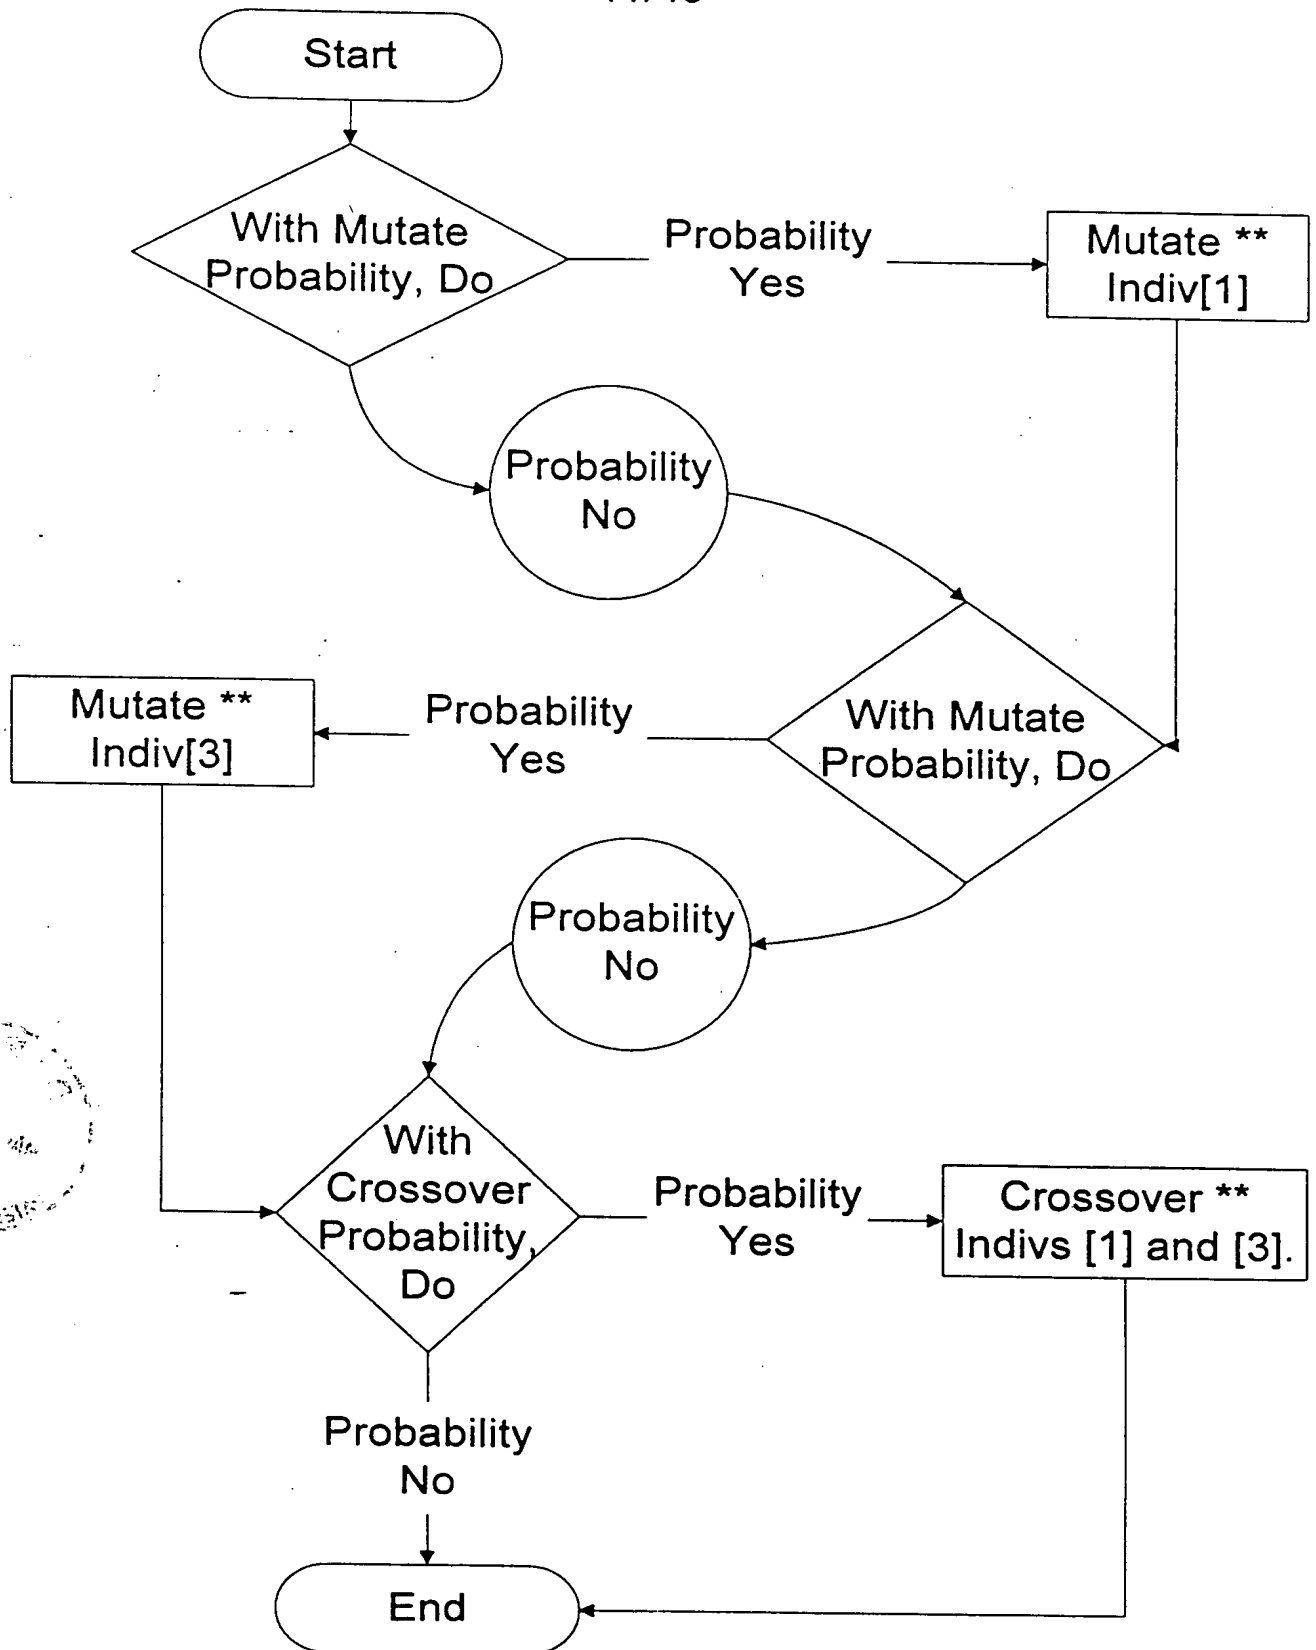 Start
With Mutate
Probability, Do
Probability
Yes
Mutate **
Indiv[1]
Probability
No
With Mutate
Probability, Do
Probability
Yes
Mutate **
Indiv[3]
Probability
No
With
Crossover
Probability,
Do
Probability
Yes
Crossover **
Indivs [1] and [3].
Probability
No
End